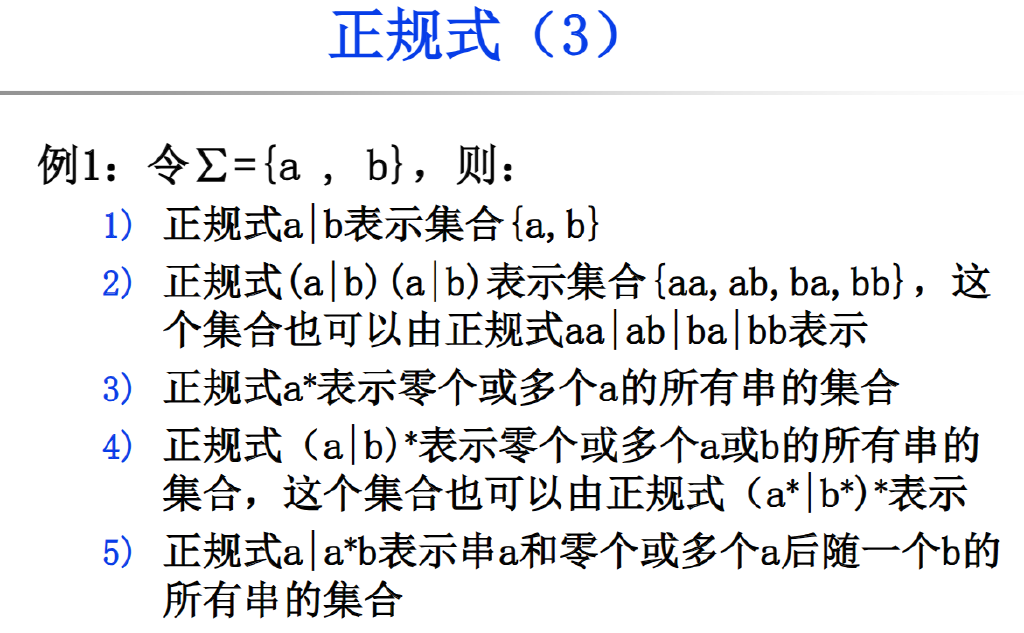 正规式（3）
例1：令∑={a , b}，则：
1) 正规式a|b表示集合{a,b}
2) 正规式(a|b)(a|b)表示集合{aa,ab,ba,bb}，这
个集合也可以由正规式aa|ab|ba|bb表示
3) 正规式a*表示零个或多个a的所有串的集合
4) 正规式（a|b)*表示零个或多个a或b的所有串的
集合，这个集合也可以由正规式（a*|b*)*表示
5) 正规式a|a*b表示串a和零个或多个a后随一个b的
所有串的集合